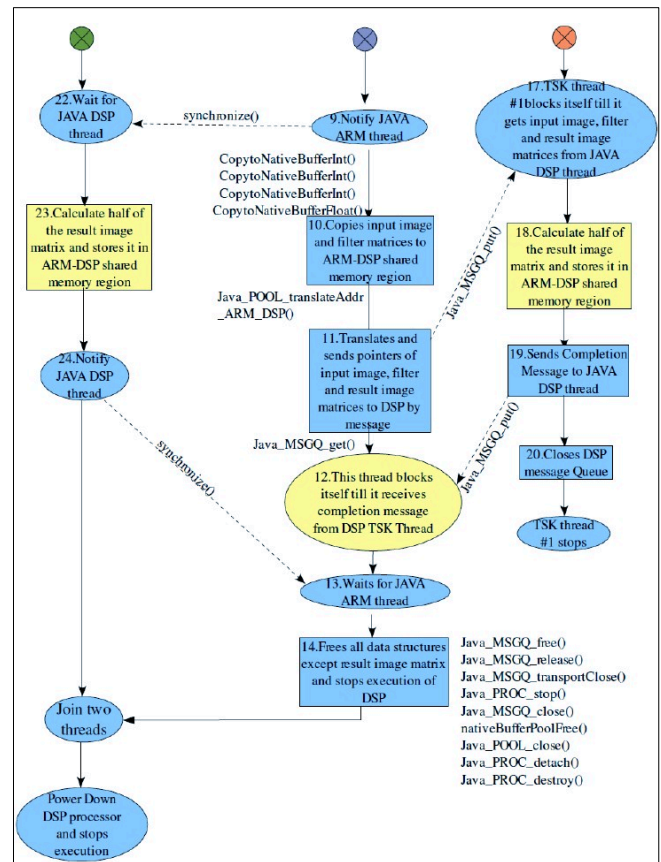 22.Wait for
JAVA DSP
thread
synchronize()
9.Notify JAVA
ARM thread
17.TSK thread
#1blocks itself till it
gets input image, filter
and result image
matrices from JAVA
DSP thread
CopytoNativeBufferInt()
CopytoNativeBufferInt()
CopytoNativeBufferInt()
CopytoNativeBufferFloat()
23.Calculate half of
the result image
matrix and stores it in
ARM-DSP shared
memory region
10.Copies input image
and filter matrices to
ARM-DSP shared
memory region
Java_MSGQ_put()
18.Calculate half of
the result image
matrix and stores it in
ARM-DSP shared
memory region
Java_POOL_translateAddr
_ARM_DSP()
11.Translates and
sends pointers of
input image, filter
and result image
matrices to DSP by
message
24.Notify
JAVA DSP
thread
19.Sends Completion
Message to JAVA
DSP thread
Java_MSGQ_get()
Java_MSGQ_put()
synchronize()
20.Closes DSP
message Queue
12.This thread blocks
itself till it receives
completion message
from DSP TSK Thread
TSK thread
#1 stops
13.Waits for JAVA
ARM thread
14.Frees all data structures
except result image matrix
and stops execution of
DSP
Java_MSGQ_free()
Java_MSGQ_release()
Java_MSGQ_transportClose()
Java_PROC_stop()
Java_MSGQ_close()
nativeBufferPoolFree()
Java_POOL_close()
Java_PROC_detach()
Java_PROC_destroy()
Join two
threads
Power Down
DSP processor
and stops
execution